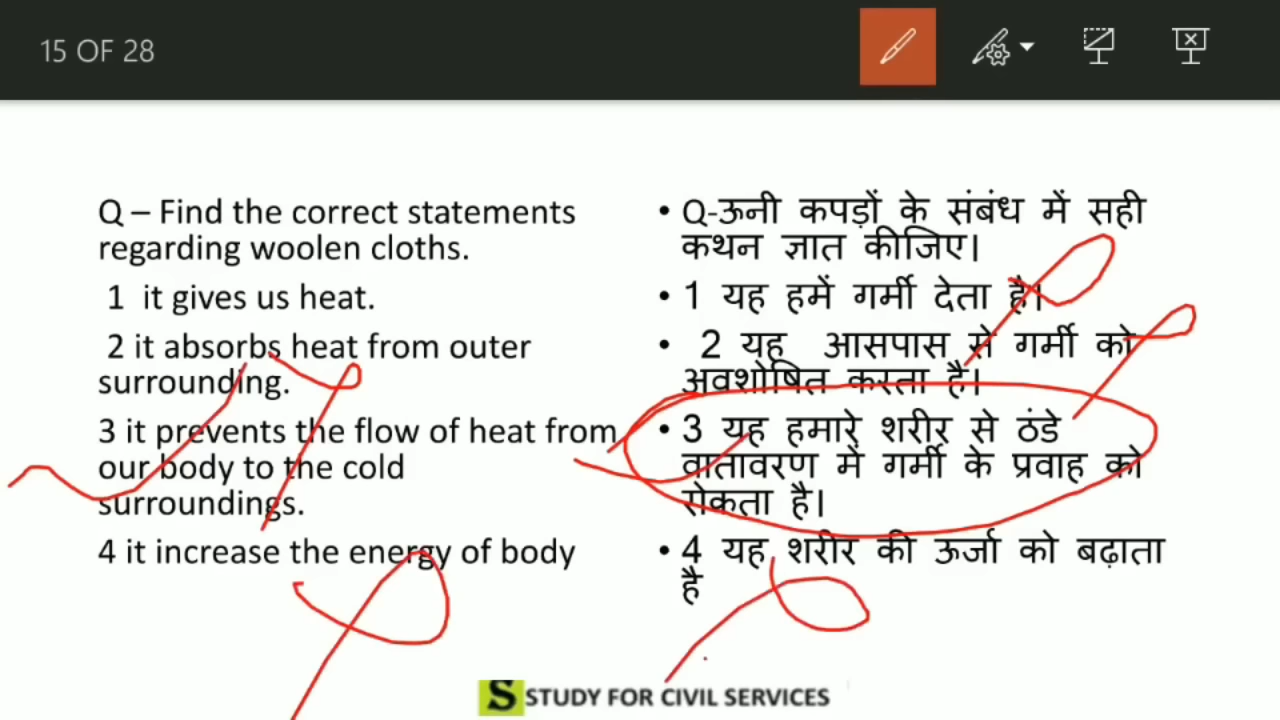 15 OF 28
Q – Find the correct statements
regarding woolen cloths.
1 it gives us heat.
2 it absorbs heat from outer
surrounding.
3 it prevents the flow of heat from
our body to the cold
surroundings.
4 it increase the energy of body
• Q-ऊनी कपड़ों के संबंध में सही
कथन ज्ञात कीजिए।
• 1 यह हमें गर्मी देता है।
• 2 यह आसपास से गर्मी को
अवशोषित करता है।
• 3 यह हमारे शरीर से ठंडे
वातावरण में गर्मी के प्रवाह को
रोकता है।
• 4 यह शरीर की ऊर्जा को बढ़ाता
है
S STUDY FOR CIVIL SERVICES